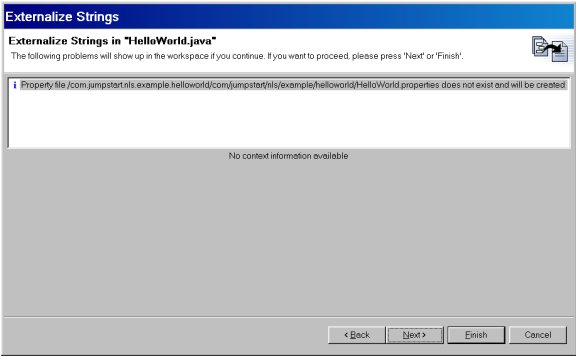 Externalize Strings
Externalize Strings in "HelloWorld.java"
The following problems will show up in the workspace if you continue. If you want to proceed, please press 'Next' or 'Finish'.
i Property file /com.jumpstart.nls.example.helloworld/com/jumpstart/nls/example/helloworld/HelloWorld.properties does not exist and will be created
No context information available
< Back Next > Finish Cancel